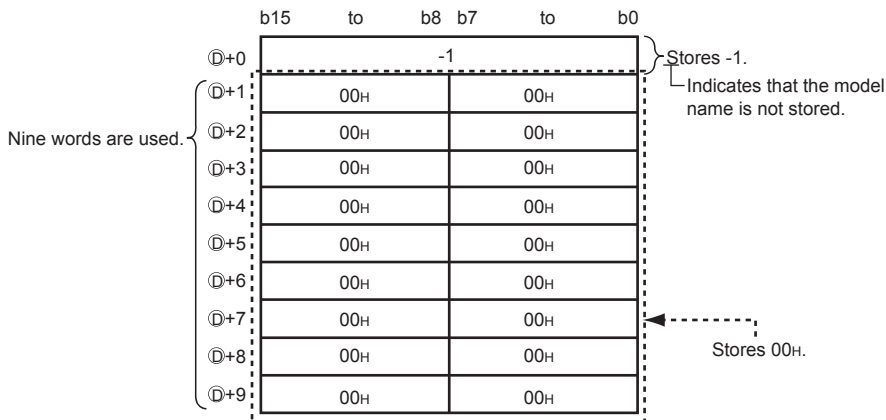 b15 to b8 b7 to b0
Ⓓ+0 -1 Stores -1.
Indicates that the model
name is not stored.
Ⓓ+1 00H 00H
Ⓓ+2 00H 00H
Nine words are used.
Ⓓ+3 00H 00H
Ⓓ+4 00H 00H
Ⓓ+5 00H 00H
Ⓓ+6 00H 00H
Ⓓ+7 00H 00H
Stores 00H.
Ⓓ+8 00H 00H
Ⓓ+9 00H 00H